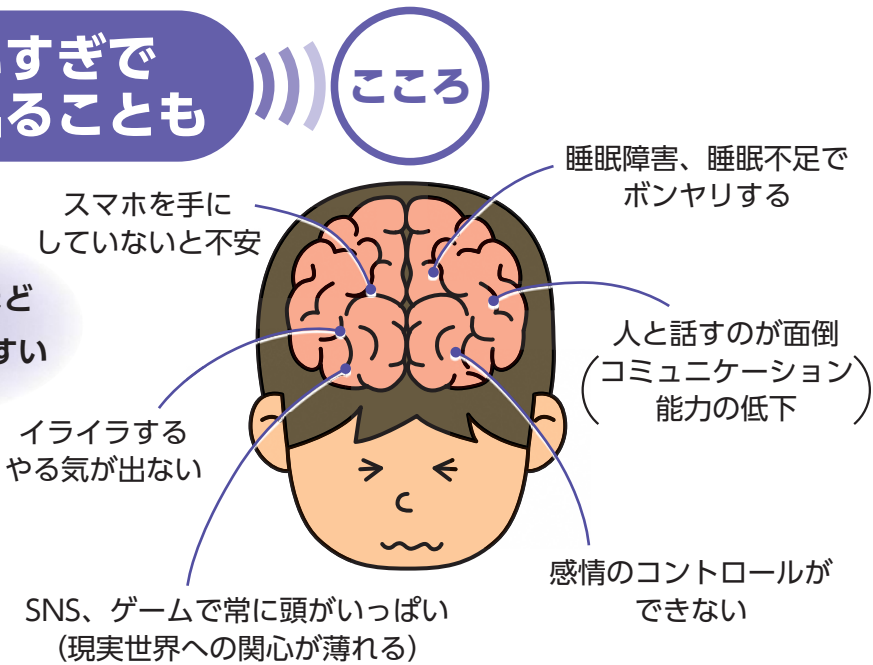 すぎで
ることも
こころ
睡眠障害、睡眠不足で
ボンヤリする
スマホを手に
していないと不安
ど
すい
人と話すのが面倒
(コミュニケーション
能力の低下)
イライラする
やる気が出ない
感情のコントロールが
できない
SNS、ゲームで常に頭がいっぱい
（現実世界への関心が薄れる）